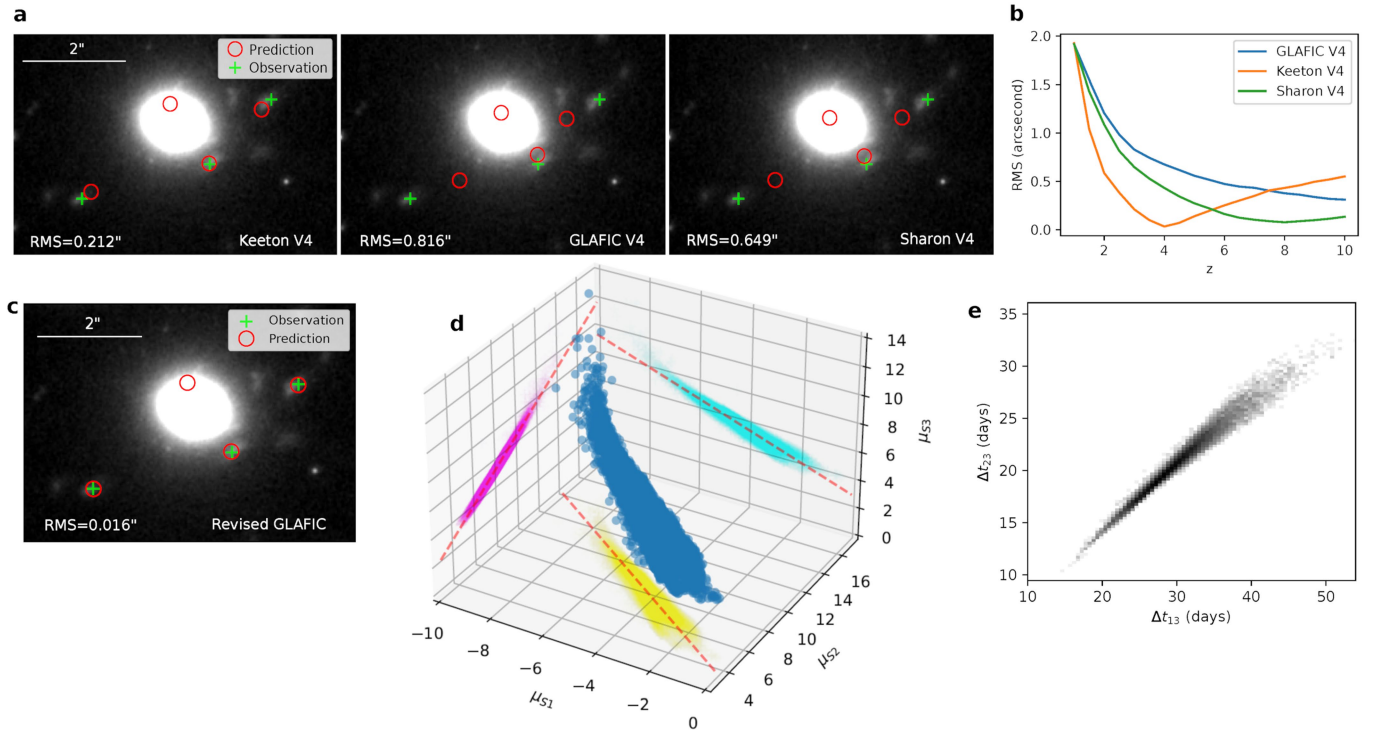 a
2"
Prediction
Observation
RMS=0.212"
Keeton V4
RMS=0.816"
GLAFIC V4
RMS=0.649"
Sharon V4
b
2.0
1.5
1.0
0.5
0.0
RMS (arcsecond)
GLAFIC V4
Keeton V4
Sharon V4
2
4
6
8
10
z
c
2"
Observation
Prediction
RMS=0.016"
Revised GLAFIC
d
14
12
10
8
6
4
2
0
μS3
16
14
12
10
8
6
4
μS2
−10
−8
−6
−4
−2
0
μS1
e
35
30
25
20
15
10
Δt23 (days)
10
20
30
40
50
Δt13 (days)